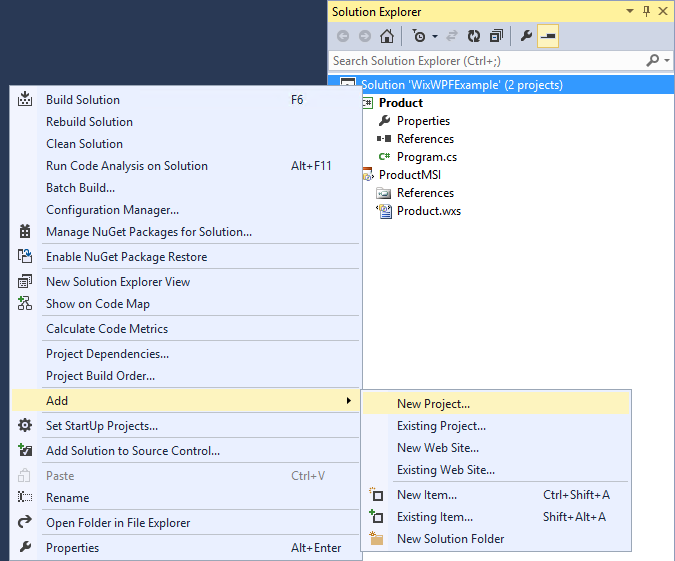 Solution Explorer
Search Solution Explorer (Ctrl+;)
Solution 'WixWPFExample' (2 projects)
C# Product
Properties
References
C# Program.cs
ProductMSI
References
Product.wxs
Build Solution F6
Rebuild Solution
Clean Solution
Run Code Analysis on Solution Alt+F11
Batch Build...
Configuration Manager...
Manage NuGet Packages for Solution...
Enable NuGet Package Restore
New Solution Explorer View
Show on Code Map
Calculate Code Metrics
Project Dependencies...
Project Build Order...
Add
Set StartUp Projects...
Add Solution to Source Control...
Paste Ctrl+V
Rename
Open Folder in File Explorer
Properties Alt+Enter
New Project...
Existing Project...
New Web Site...
Existing Web Site...
New Item... Ctrl+Shift+A
Existing Item... Shift+Alt+A
New Solution Folder